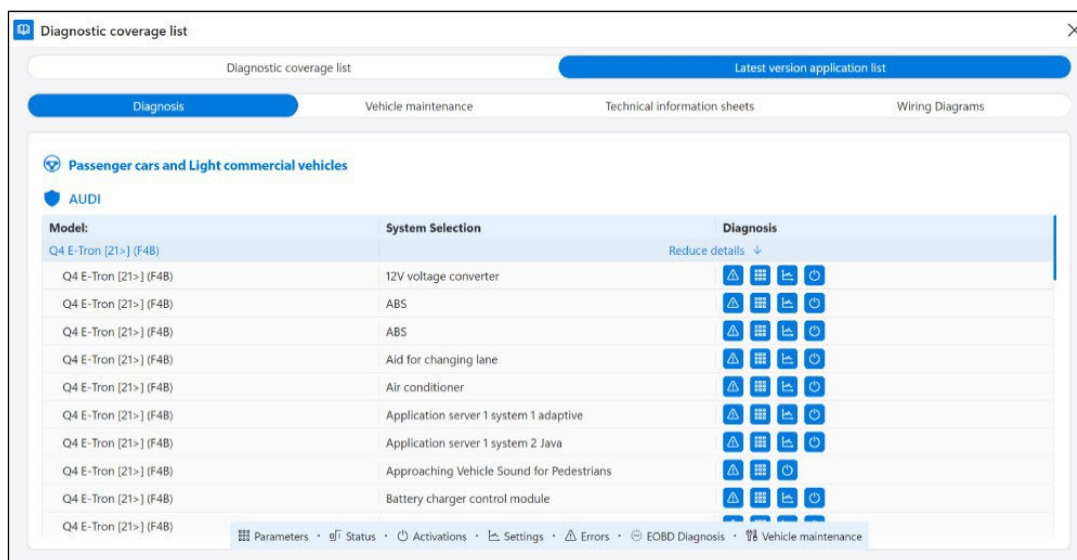 Diagnostic coverage list
Diagnostic coverage list Latest version application list
Diagnosis Vehicle maintenance Technical information sheets Wiring Diagrams
Passenger cars and Light commercial vehicles
AUDI
Model: System Selection Diagnosis
Q4 E-Tron [21>] (F4B) Reduce details
Q4 E-Tron [21>] (F4B) 12V voltage converter
Q4 E-Tron [21>] (F4B) ABS
Q4 E-Tron [21>] (F4B) ABS
Q4 E-Tron [21>] (F4B) Aid for changing lane
Q4 E-Tron [21>] (F4B) Air conditioner
Q4 E-Tron [21>] (F4B) Application server 1 system 1 adaptive
Q4 E-Tron [21>] (F4B) Application server 1 system 2 Java
Q4 E-Tron [21>] (F4B) Approaching Vehicle Sound for Pedestrians
Q4 E-Tron [21>] (F4B) Battery charger control module
Q4 E-Tron [21>] (F4B)
Parameters · Status · Activations · Settings · Errors · EOBD Diagnosis · Vehicle maintenance